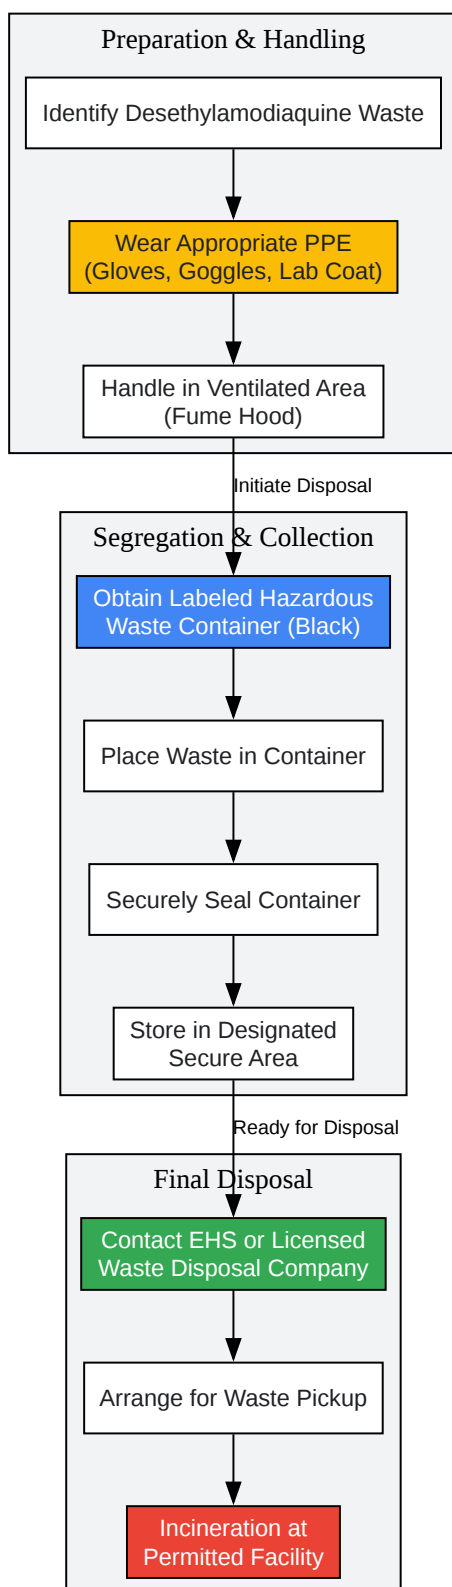 Preparation & Handling
Identify Desethylamodiaquine Waste
Wear Appropriate PPE
(Gloves, Goggles, Lab Coat)
Handle in Ventilated Area
(Fume Hood)
Initiate Disposal
Segregation & Collection
Obtain Labeled Hazardous
Waste Container (Black)
Place Waste in Container
Securely Seal Container
Store in Designated
Secure Area
Ready for Disposal
Final Disposal
Contact EHS or Licensed
Waste Disposal Company
Arrange for Waste Pickup
Incineration at
Permitted Facility